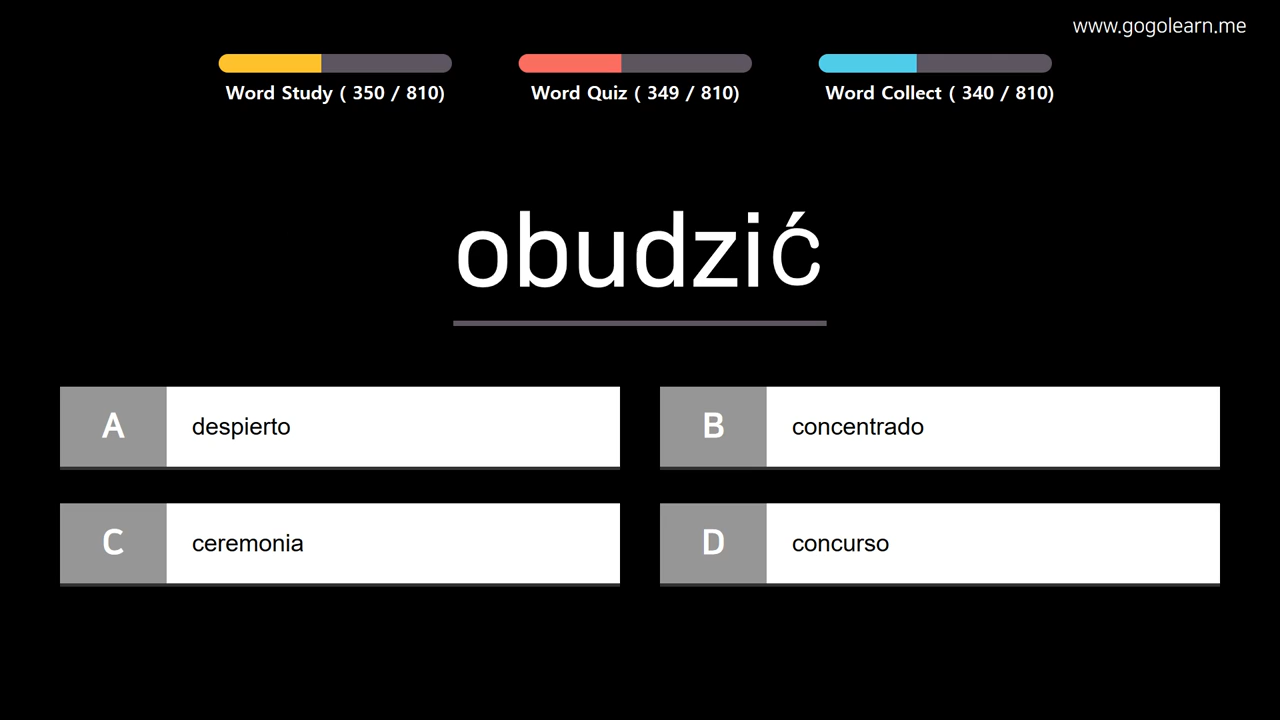 www.gogolearn.me
Word Study ( 350 / 810)
Word Quiz ( 349 / 810)
Word Collect ( 340 / 810)
obudzić
A despierto
B concentrado
C ceremonia
D concurso